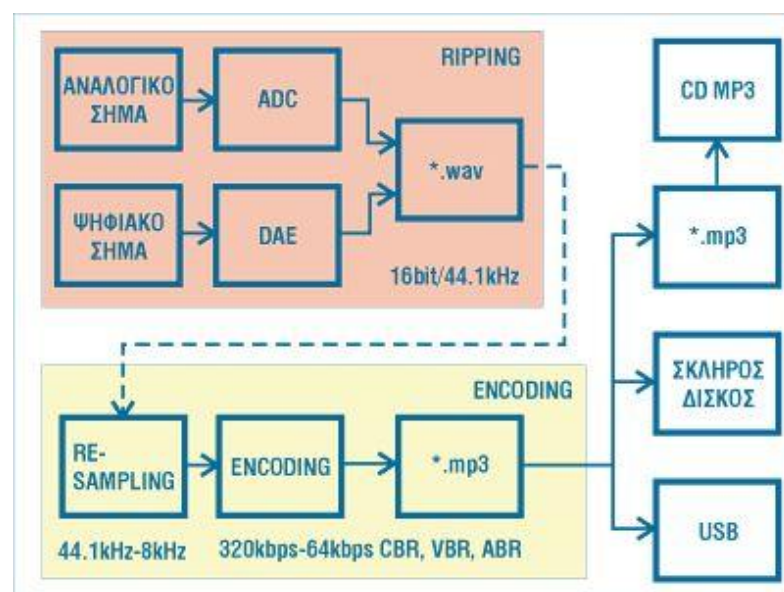 RIPPING
ΑΝΑΛΟΓΙΚΟ
ΣΗΜΑ
ADC
*.wav
ΨΗΦΙΑΚΟ
ΣΗΜΑ
DAE
16bit/44.1kHz
CD MP3
*.mp3
ΣΚΛΗΡΟΣ
ΔΙΣΚΟΣ
USB
ENCODING
RE-
SAMPLING
ENCODING
*.mp3
44.1kHz-8kHz
320kbps-64kbps CBR, VBR, ABR